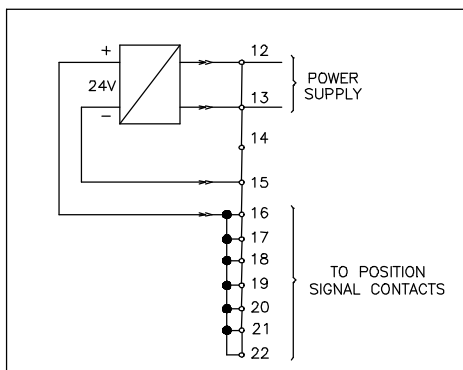 +
24V
−
12
POWER
SUPPLY
13
14
15
16
17
18
19
TO POSITION
SIGNAL CONTACTS
20
21
22